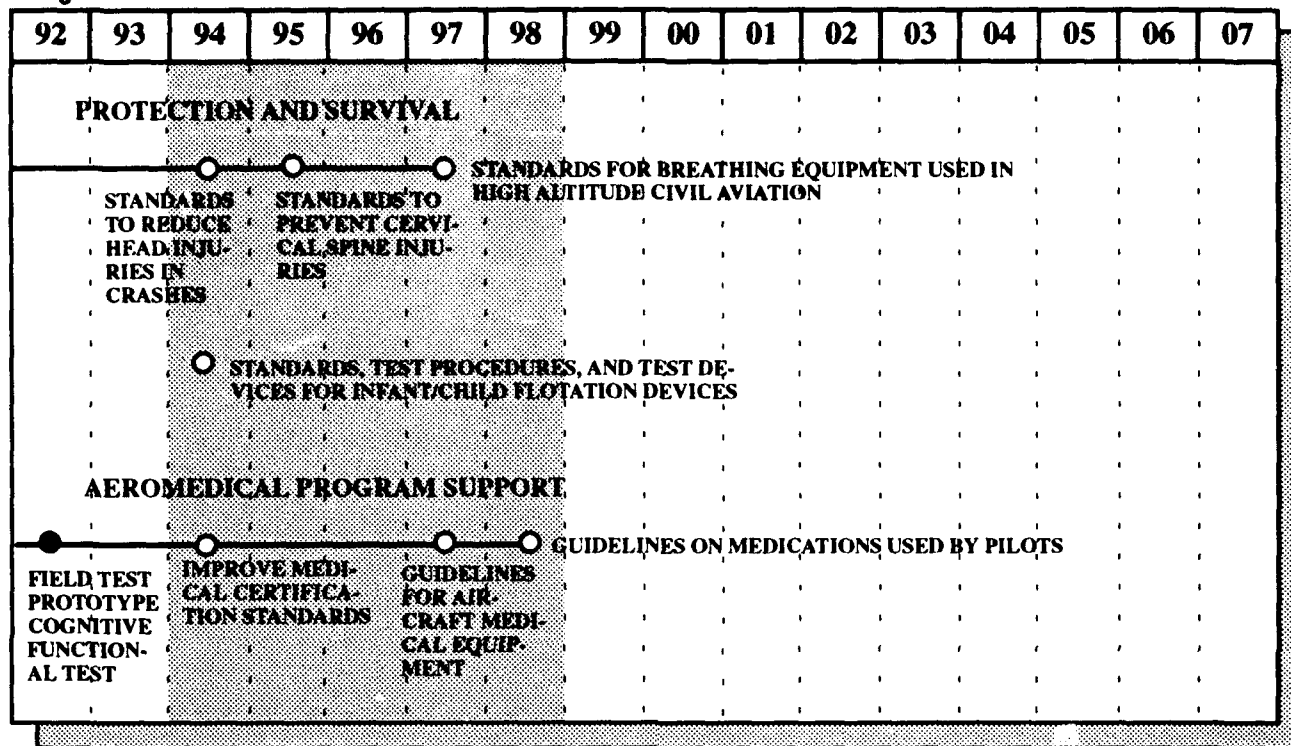 92 93 94 95 96 97 98 99 00 01 02 03 04 05 06 07
PROTECTION AND SURVIVAL
STANDARDS FOR BREATHING EQUIPMENT USED IN
HIGH ALTITUDE CIVIL AVIATION
STANDARDS
TO REDUCE
HEAD INJU-
RIES IN
CRASHES
STANDARDS TO
PREVENT CERVI-
CAL SPINE INJU-
RIES
STANDARDS, TEST PROCEDURES, AND TEST DE-
VICES FOR INFANT/CHILD FLOTATION DEVICES
AEROMEDICAL PROGRAM SUPPORT
GUIDELINES ON MEDICATIONS USED BY PILOTS
FIELD TEST
PROTOTYPE
COGNITIVE
FUNCTION-
AL TEST
IMPROVE MEDI-
CAL CERTIFICA-
TION STANDARDS
GUIDELINES
FOR AIR-
CRAFT MEDI-
CAL EQUIP-
MENT